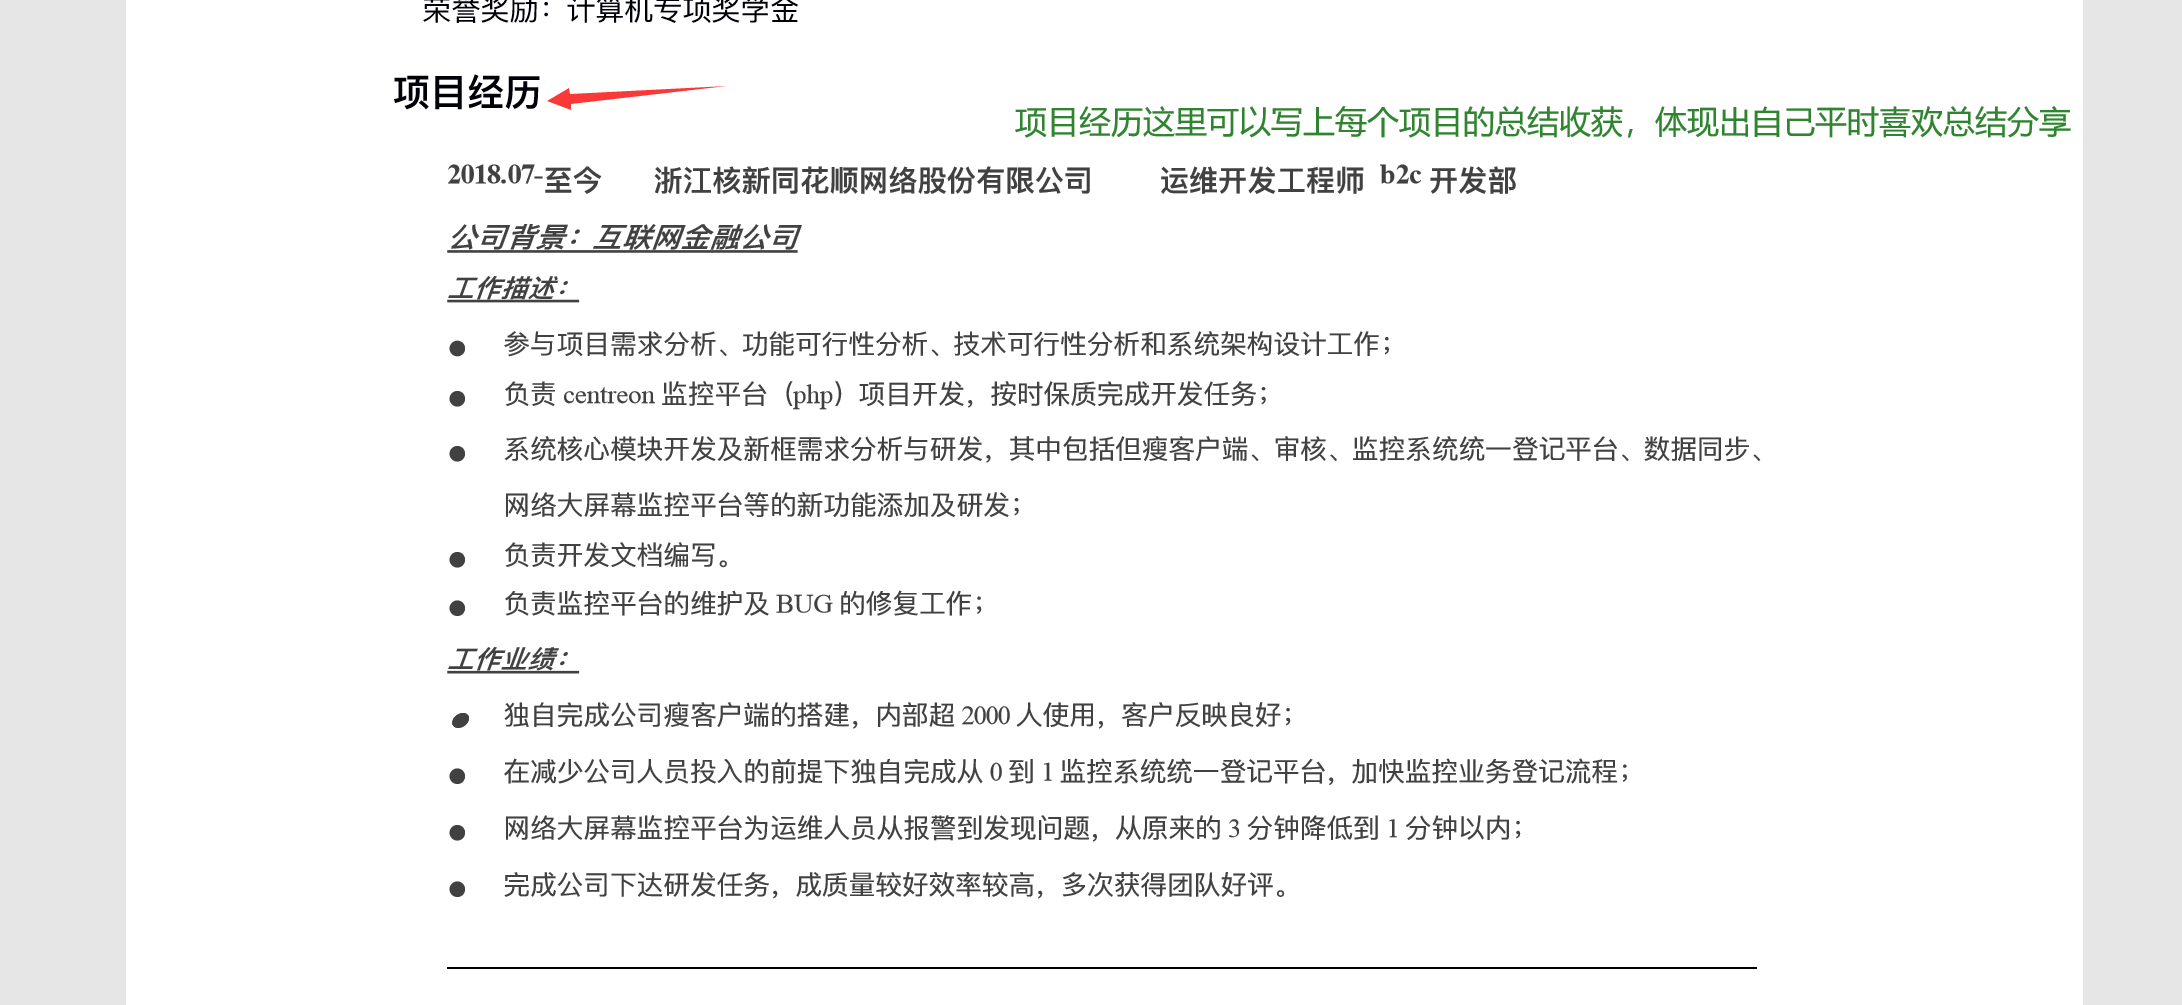 荣誉奖励：计算机专项奖学金
项目经历
项目经历这里可以写上每个项目的总结收获，体现出自己平时喜欢总结分享
2018.07-至今 浙江核新同花顺网络股份有限公司 运维开发工程师 b2c 开发部
公司背景：互联网金融公司
工作描述：
● 参与项目需求分析、功能可行性分析、技术可行性分析和系统架构设计工作；
● 负责 centreon 监控平台（php）项目开发，按时保质完成开发任务；
● 系统核心模块开发及新框需求分析与研发，其中包括但瘦客户端、审核、监控系统统一登记平台、数据同步、
网络大屏幕监控平台等的新功能添加及研发；
● 负责开发文档编写。
● 负责监控平台的维护及 BUG 的修复工作；
工作业绩：
● 独自完成公司瘦客户端的搭建，内部超 2000 人使用，客户反映良好；
● 在减少公司人员投入的前提下独自完成从 0 到 1 监控系统统一登记平台，加快监控业务登记流程；
● 网络大屏幕监控平台为运维人员从报警到发现问题，从原来的 3 分钟降低到 1 分钟以内；
● 完成公司下达研发任务，成质量较好效率较高，多次获得团队好评。